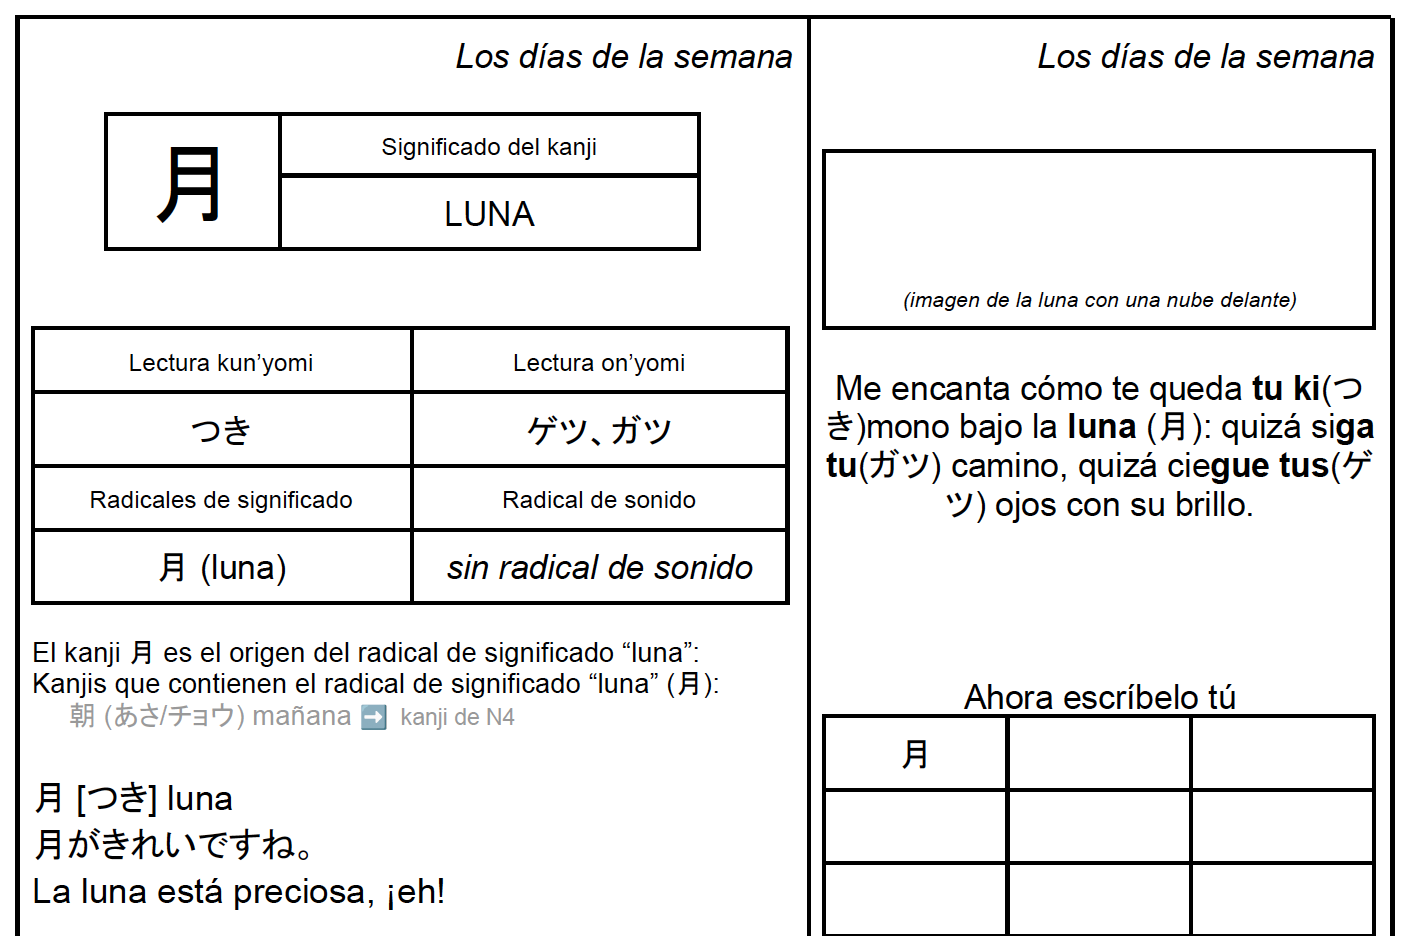 Los días de la semana
月
Significado del kanji
LUNA
Lectura kun’yomi
Lectura on’yomi
つき
ゲツ、ガツ
Radicales de significado
Radical de sonido
月 (luna)
sin radical de sonido
El kanji 月 es el origen del radical de significado “luna”:
Kanjis que contienen el radical de significado “luna” (月):
朝 (あさ/チョウ) mañana ➡️ kanji de N4
月 [つき] luna
月がきれいですね。
La luna está preciosa, ¡eh!
Los días de la semana
(imagen de la luna con una nube delante)
Me encanta cómo te queda tu ki(つ
き)mono bajo la luna (月): quizá siga
tu(ガツ) camino, quizá ciegue tus(ゲ
ツ) ojos con su brillo.
Ahora escríbelo tú
月